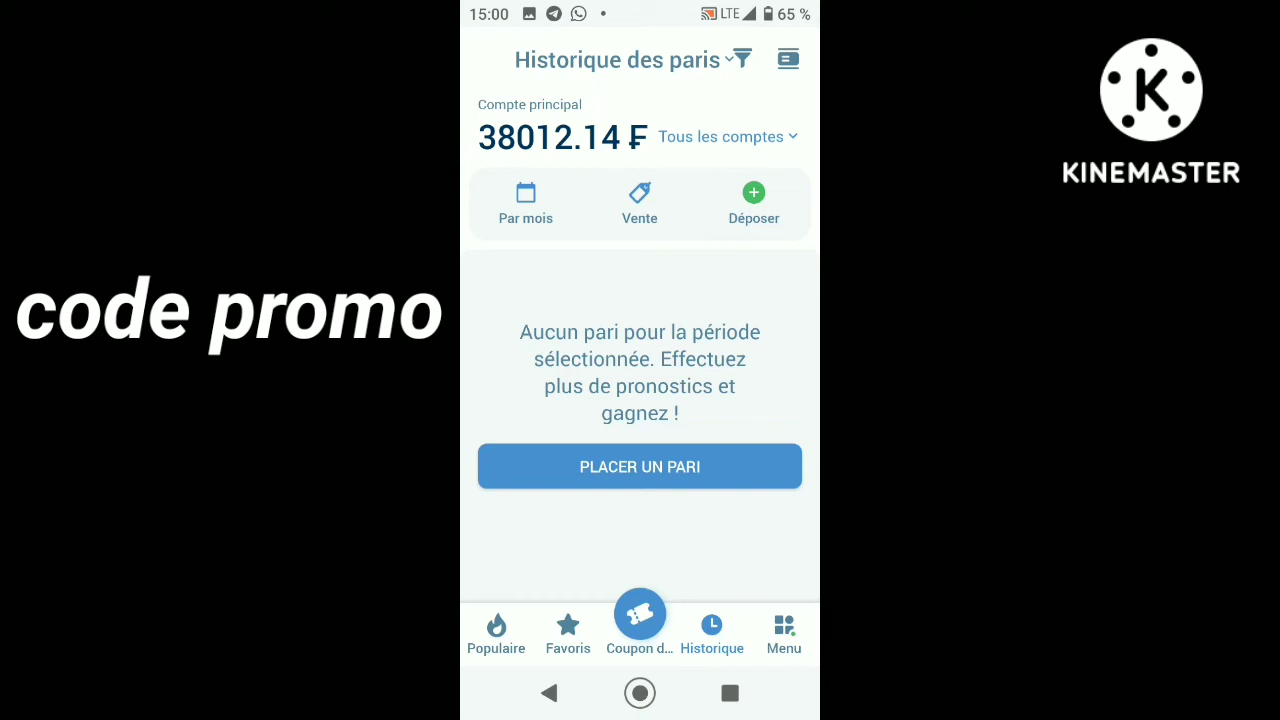 15:00
LTE
65 %
Historique des paris
Compte principal
38012.14 ₣
Tous les comptes
Par mois
Vente
Déposer
code promo
Aucun pari pour la période
sélectionnée. Effectuez
plus de pronostics et
gagnez !
PLACER UN PARI
Populaire
Favoris
Coupon d...
Historique
Menu
K
KINEMASTER